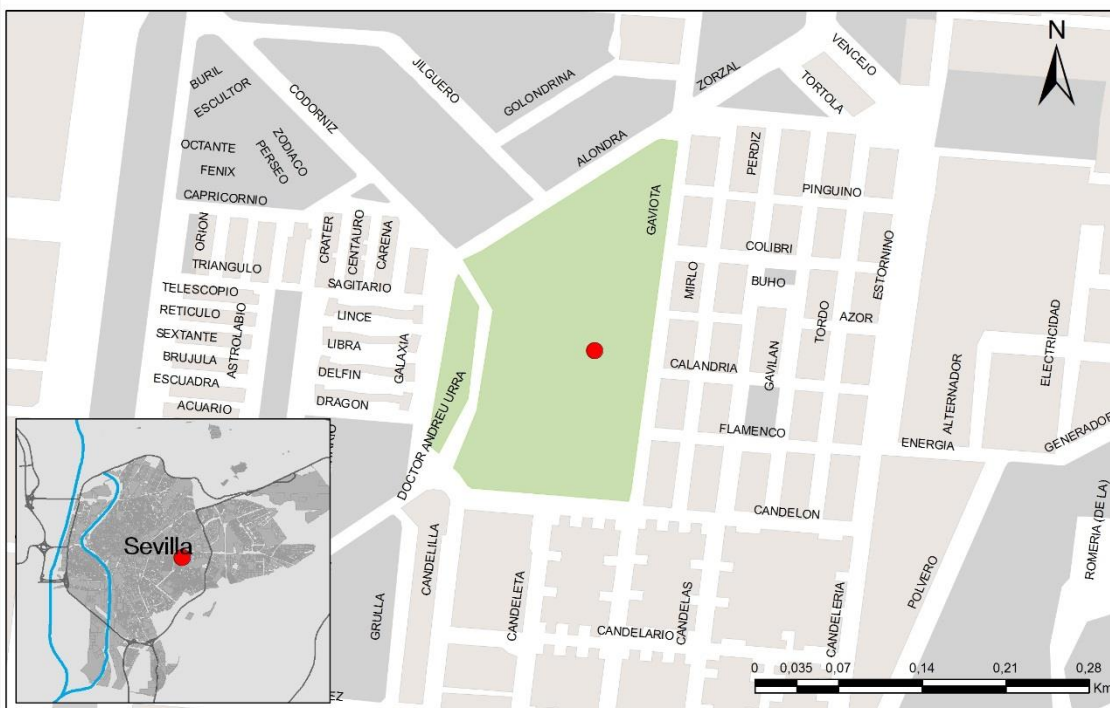 N
VENCEJO
ZORZAL
TORTOLA
JILGUERO
GOLONDRINA
BURIL
ESCULTOR
CODORNIZ
ALONDRA
PERDIZ
ZODIACO
PERSEO
OCTANTE
FENIX
CAPRICORNIO
PINGUINO
GAVIOTA
ORION
CRATER
CENTAURO
CARENA
COLIBRI
ESTORNINO
TRIANGULO
SAGITARIO
MIRLO
BUHO
TELESCOPIO
RETICULO
LINCE
TORDO
AZOR
SEXTANTE
ASTROLABIO
LIBRA
GALAXIA
ELECTRICIDAD
BRUJULA
CALANDRIA
GAVILAN
ESCUADRA
DELFIN
ALTERNADOR
ACUARIO
DRAGON
DOCTOR ANDREU URRA
FLAMENCO
ENERGIA
GENERADOR
CANDELON
Sevilla
CANDELILLA
ROMERIA (DE LA)
GRULLA
CANDELETA
CANDELARIO
CANDELAS
CANDELERIA
POLVERO
0 0,035 0,07 0,14 0,21 0,28
Km
EZ